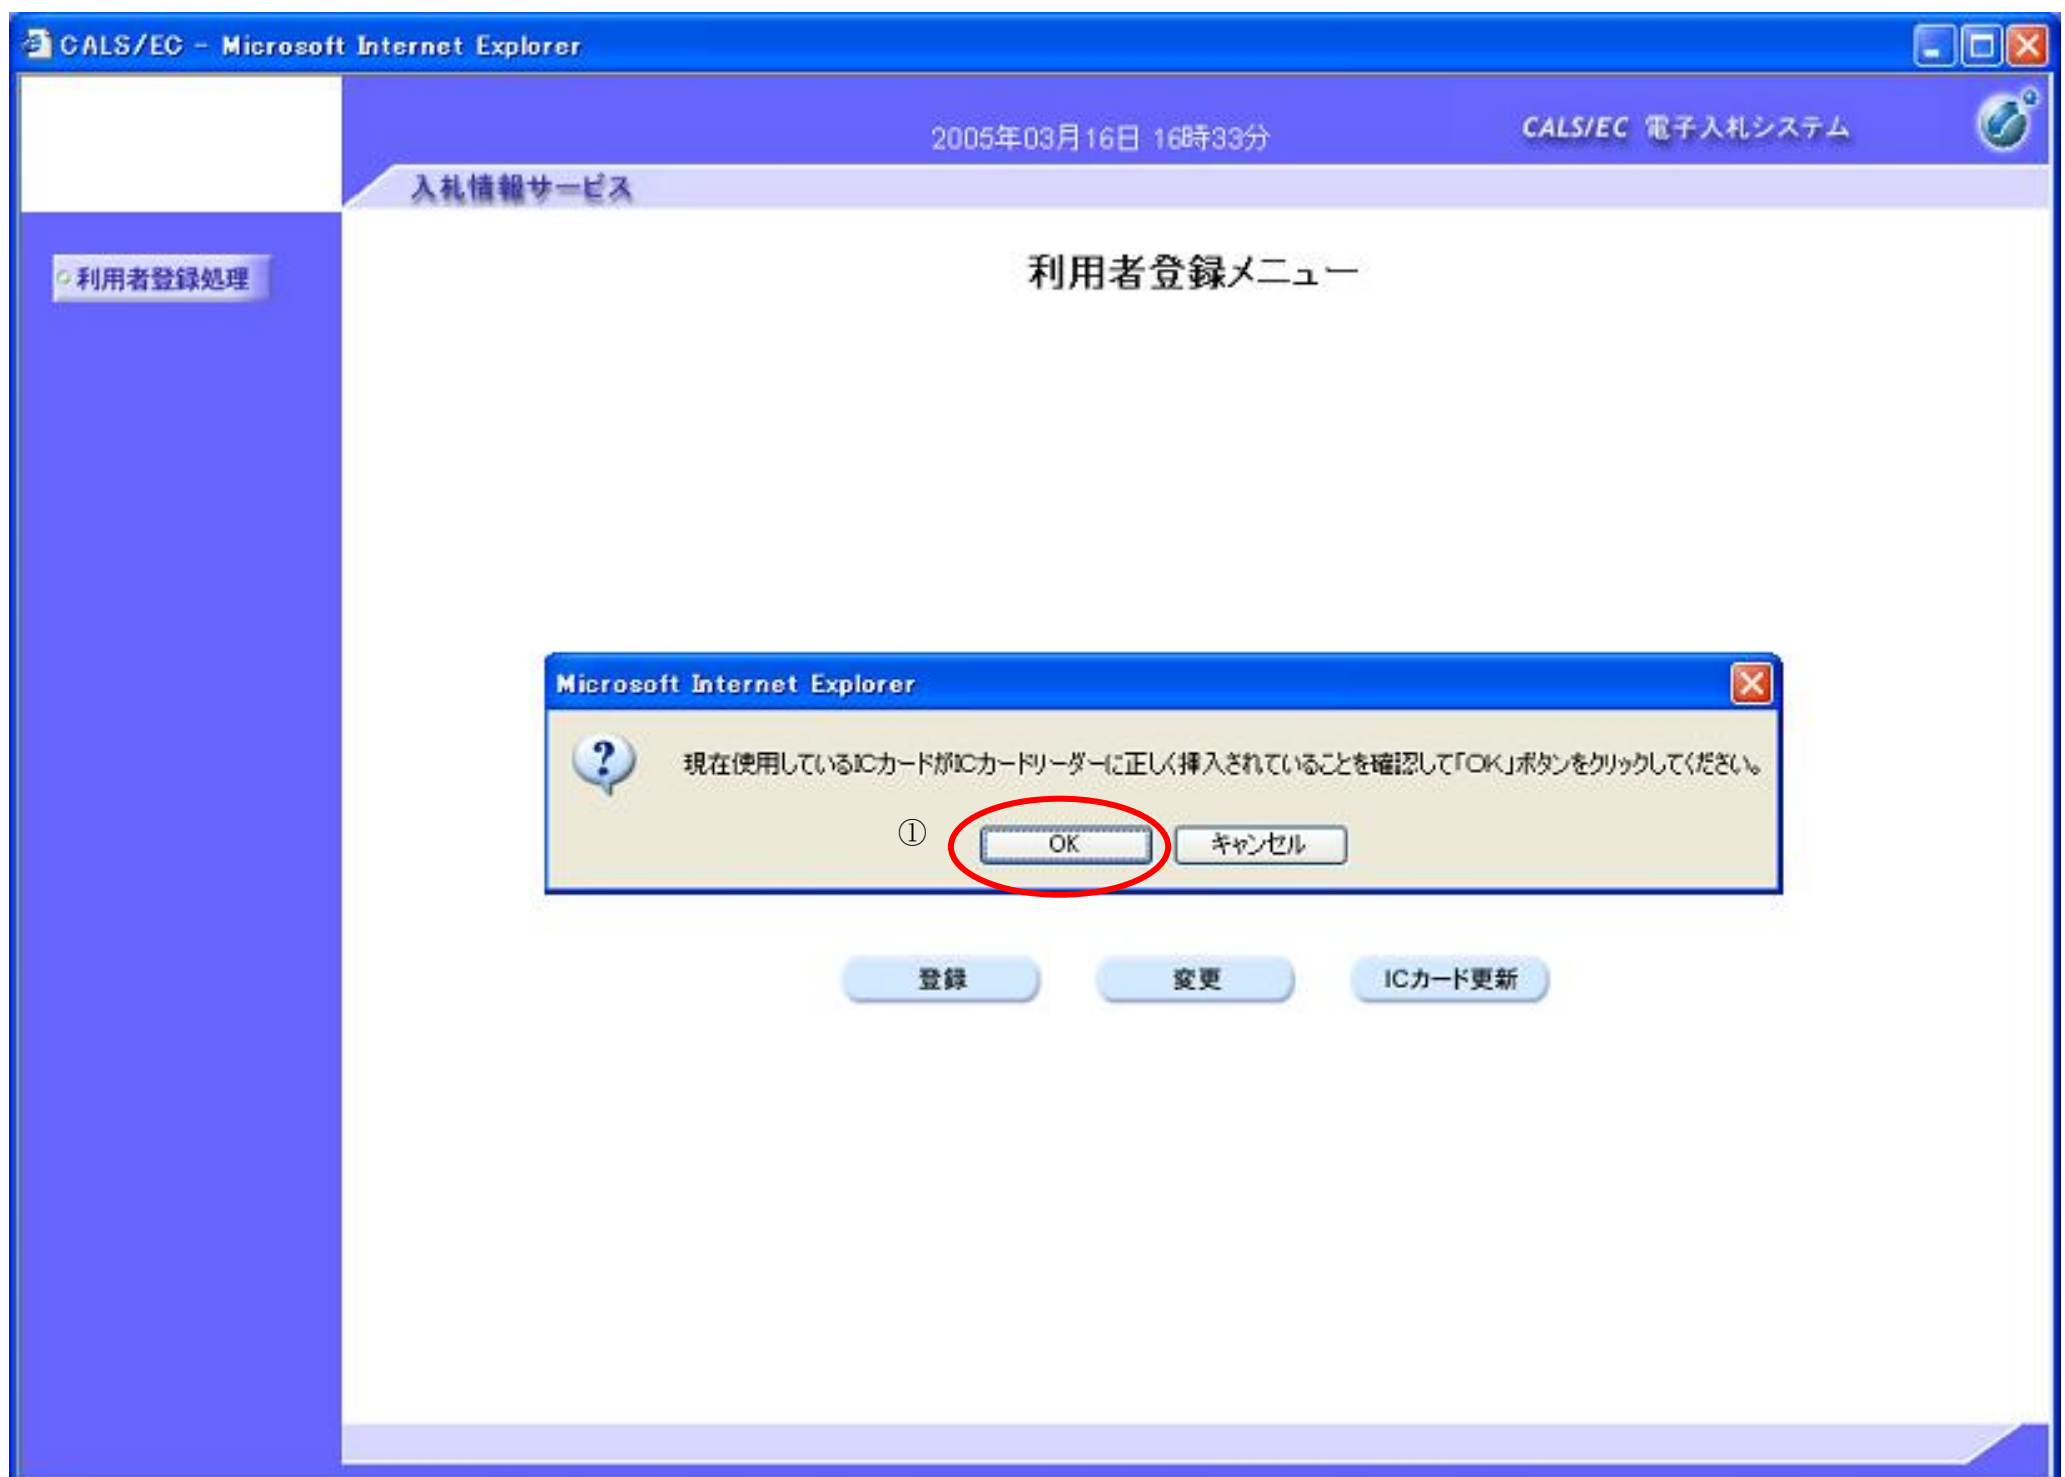 CALS/EC - Microsoft Internet Explorer
2005年03月16日 16時33分
CALS/EC 電子入札システム
入札情報サービス
利用者登録処理
利用者登録メニュー
Microsoft Internet Explorer
現在使用しているICカードがICカードリーダーに正しく挿入されていることを確認して「OK」ボタンをクリックしてください。
① OK キャンセル
登録 変更 ICカード更新